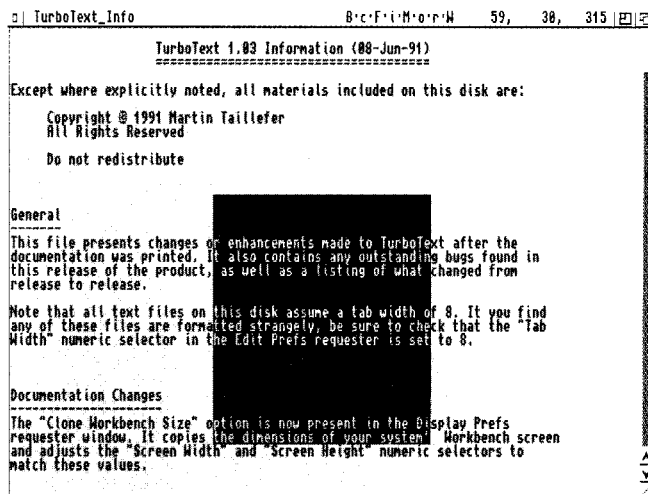 TurboText_Info B·c·F·i·M·o·r·W 59, 30, 315
TurboText 1.03 Information (08-Jun-91)
======================================
Except where explicitly noted, all materials included on this disk are:
Copyright © 1991 Martin Taillefer
All Rights Reserved
Do not redistribute
General
-------
This file presents changes or enhancements made to TurboText after the
documentation was printed. It also contains any outstanding bugs found in
this release of the product, as well as a listing of what changed from
release to release.
Note that all text files on this disk assume a tab width of 8. It you find
any of these files are formatted strangely, be sure to check that the "Tab
Width" numeric selector in the Edit Prefs requester is set to 8.
Documentation Changes
---------------------
The "Clone Workbench Size" option is now present in the Display Prefs
requester window. It copies the dimensions of your system' Workbench screen
and adjusts the "Screen Width" and "Screen Height" numeric selectors to
match these values.